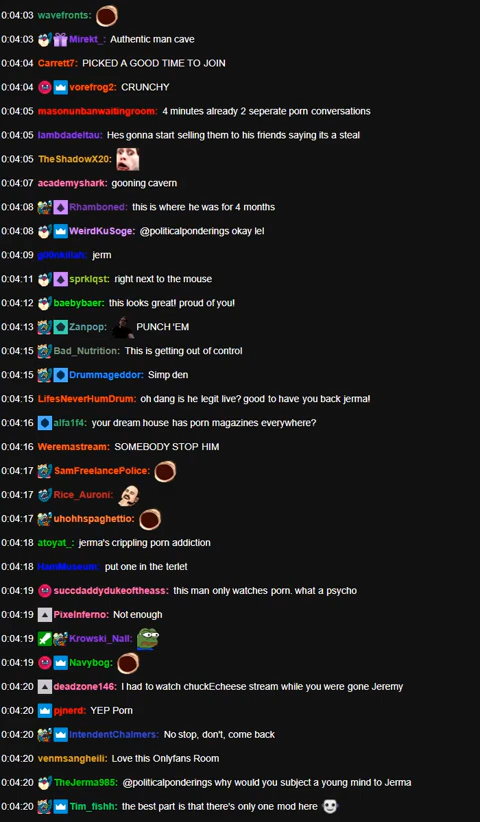 0:04:03 wavefronts:
0:04:03 Mirekt_: Authentic man cave
0:04:04 Carrett7: PICKED A GOOD TIME TO JOIN
0:04:04 vorefrog2: CRUNCHY
0:04:05 masonunbanwaitingroom: 4 minutes already 2 seperate porn conversations
0:04:05 lambdadeltau: Hes gonna start selling them to his friends saying its a steal
0:04:05 TheShadowX20:
0:04:07 academyshark: gooning cavern
0:04:08 Rhamboned: this is where he was for 4 months
0:04:08 WeirdKuSoge: @politicalponderings okay lel
0:04:09 jerm
0:04:11 sprklqst: right next to the mouse
0:04:12 baebybaer: this looks great! proud of you!
0:04:13 Zanpop: PUNCH 'EM
0:04:15 Bad_Nutrition: This is getting out of control
0:04:15 Drummageddor: Simp den
0:04:15 LifesNeverHumDrum: oh dang is he legit live? good to have you back jerma!
0:04:16 alfa1f4: your dream house has porn magazines everywhere?
0:04:16 Weremastream: SOMEBODY STOP HIM
0:04:17 SamFreelancePolice:
0:04:17 Rice_Auroni:
0:04:17 uhohhspaghettio:
0:04:18 atoyat_: jerma's crippling porn addiction
0:04:18 HamMuseum: put one in the terlet
0:04:19 succdaddydukeoftheass: this man only watches porn. what a psycho
0:04:19 PixeInferno: Not enough
0:04:19 Krowski_Nall:
0:04:19 Navybog:
0:04:20 deadzone146: I had to watch chuckEcheese stream while you were gone Jeremy
0:04:20 pjnerd: YEP Porn
0:04:20 IntendentChalmers: No stop, don't, come back
0:04:20 venmsangheili: Love this Onlyfans Room
0:04:20 TheJerma985: @politicalponderings why would you subject a young mind to Jerma
0:04:20 Tim_fishh: the best part is that there's only one mod here